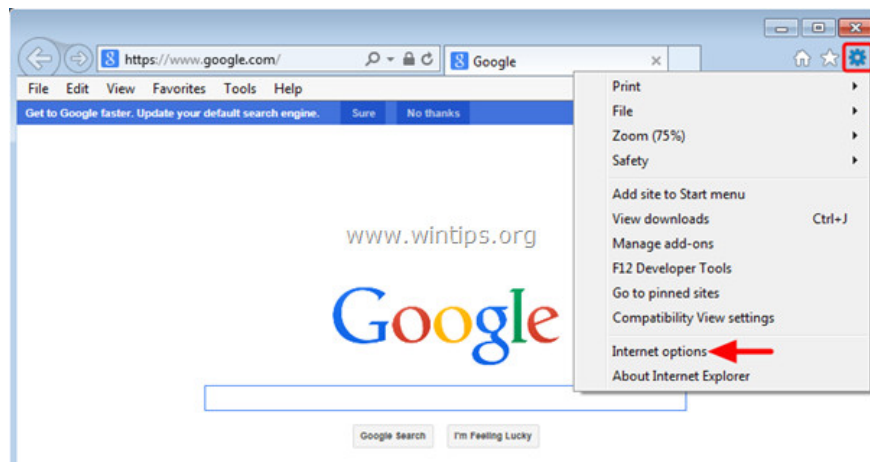 https://www.google.com/
Google
File Edit View Favorites Tools Help
Get to Google faster. Update your default search engine. Sure No thanks
Print
File
Zoom (75%)
Safety
Add site to Start menu
View downloads Ctrl+J
Manage add-ons
F12 Developer Tools
Go to pinned sites
Compatibility View settings
Internet options
About Internet Explorer
www.wintips.org
Google
Google Search I'm Feeling Lucky